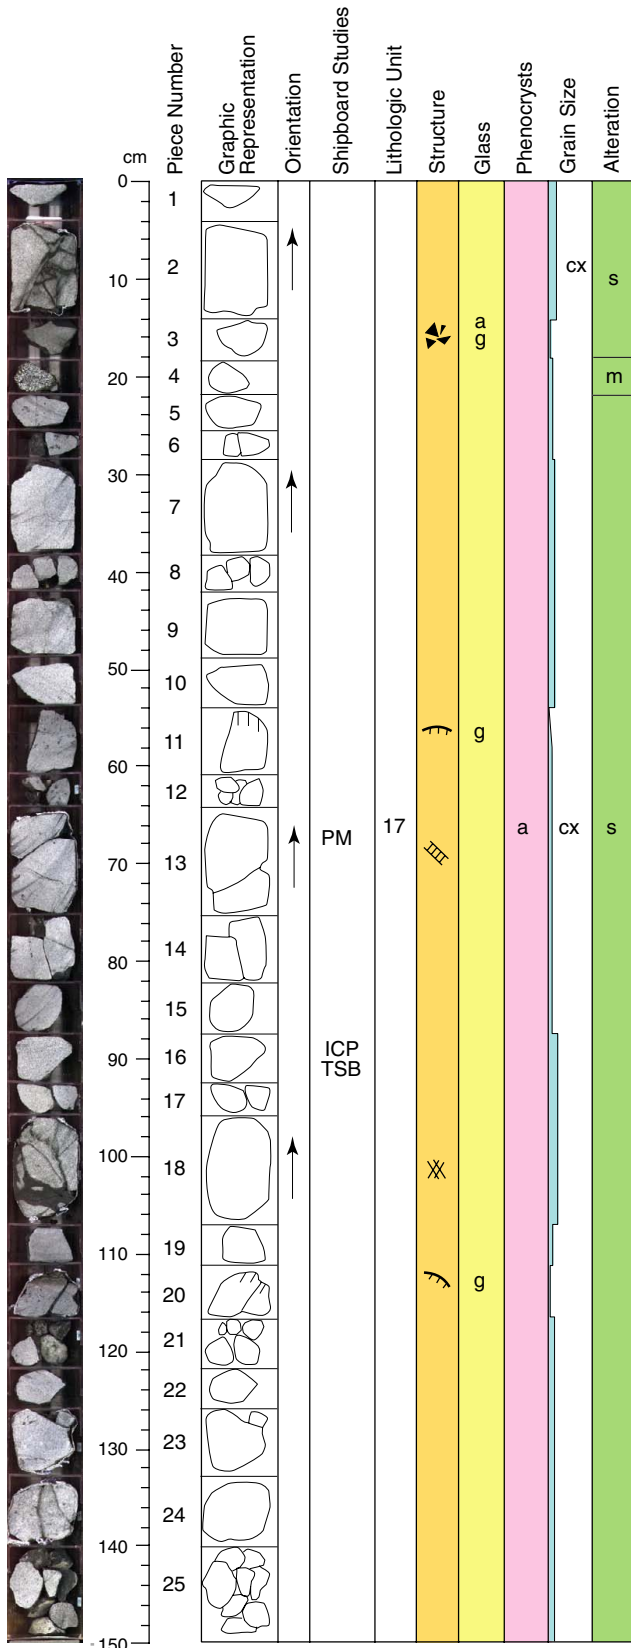 cm
Piece Number
Graphic
Representation
Orientation
Shipboard Studies
Lithologic Unit
Structure
Glass
Phenocrysts
Grain Size
Alteration
0
1
2
cx
10
s
a
3
g
4
20
m
5
6
30
7
8
40
9
50
10
11
g
60
12
PM
17
a
cx
s
70
13
14
80
15
ICP
90
16
TSB
17
100
18
110
19
g
20
120
21
22
130
23
24
140
25
150